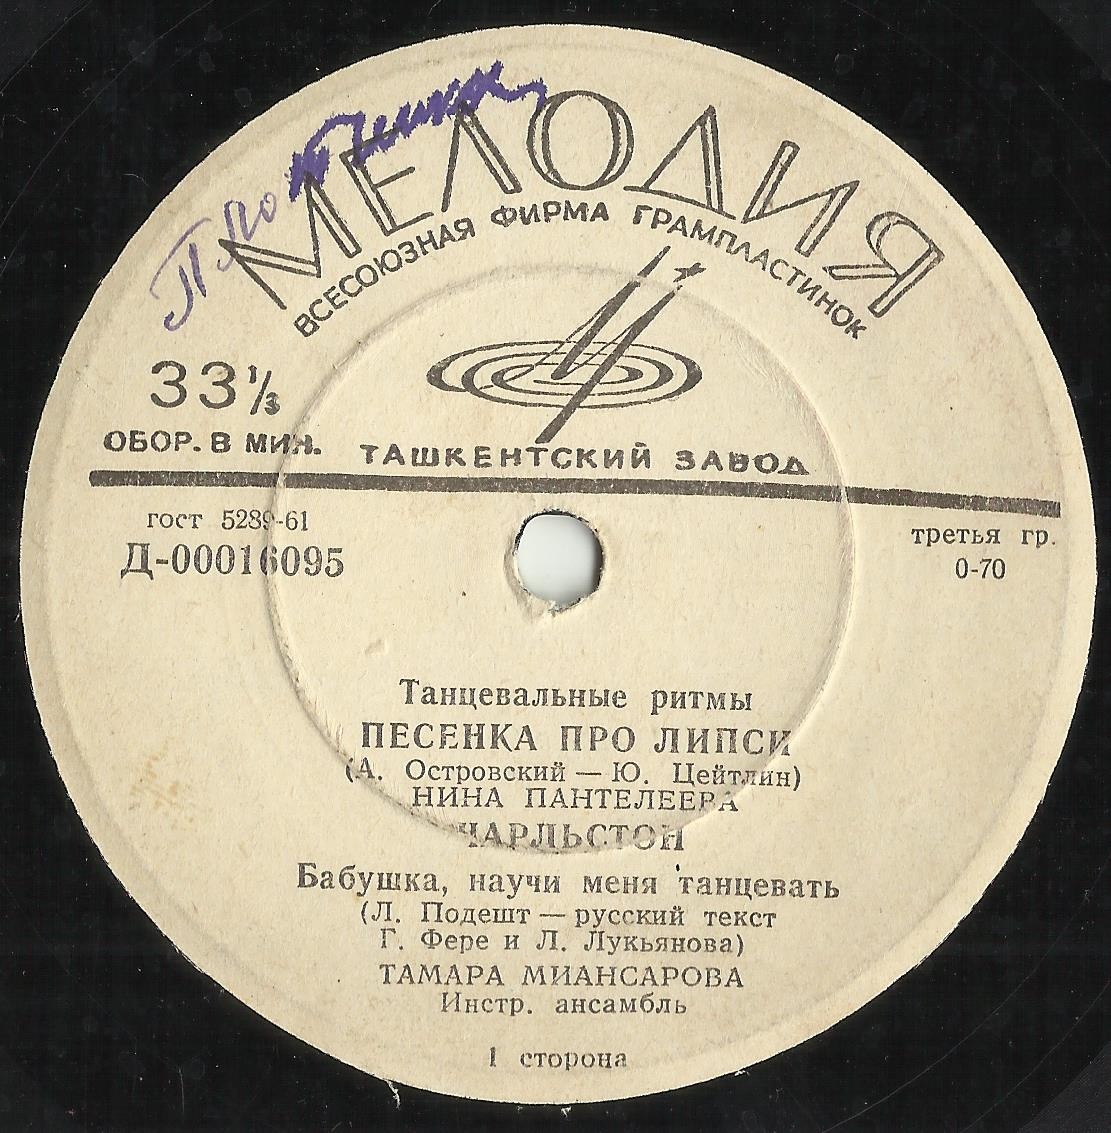 МЕЛОДИЯ
ВСЕСОЮЗНАЯ ФИРМА ГРАМПЛАСТИНОК
33⅓
ОБОР. В МИН.
ТАШКЕНТСКИЙ ЗАВОД
гост 5289-61
Д-00016095
третья гр.
0-70
Танцевальные ритмы
ПЕСЕНКА ПРО ЛИПСИ
(А. Островский — Ю. Цейтлин)
НИНА ПАНТЕЛЕЕВА
ЧАРЛЬСТОН
Бабушка, научи меня танцевать
(Л. Подешт — русский текст
Г. Фере и Л. Лукьянова)
ТАМАРА МИАНСАРОВА
Инстр. ансамбль
1 сторона